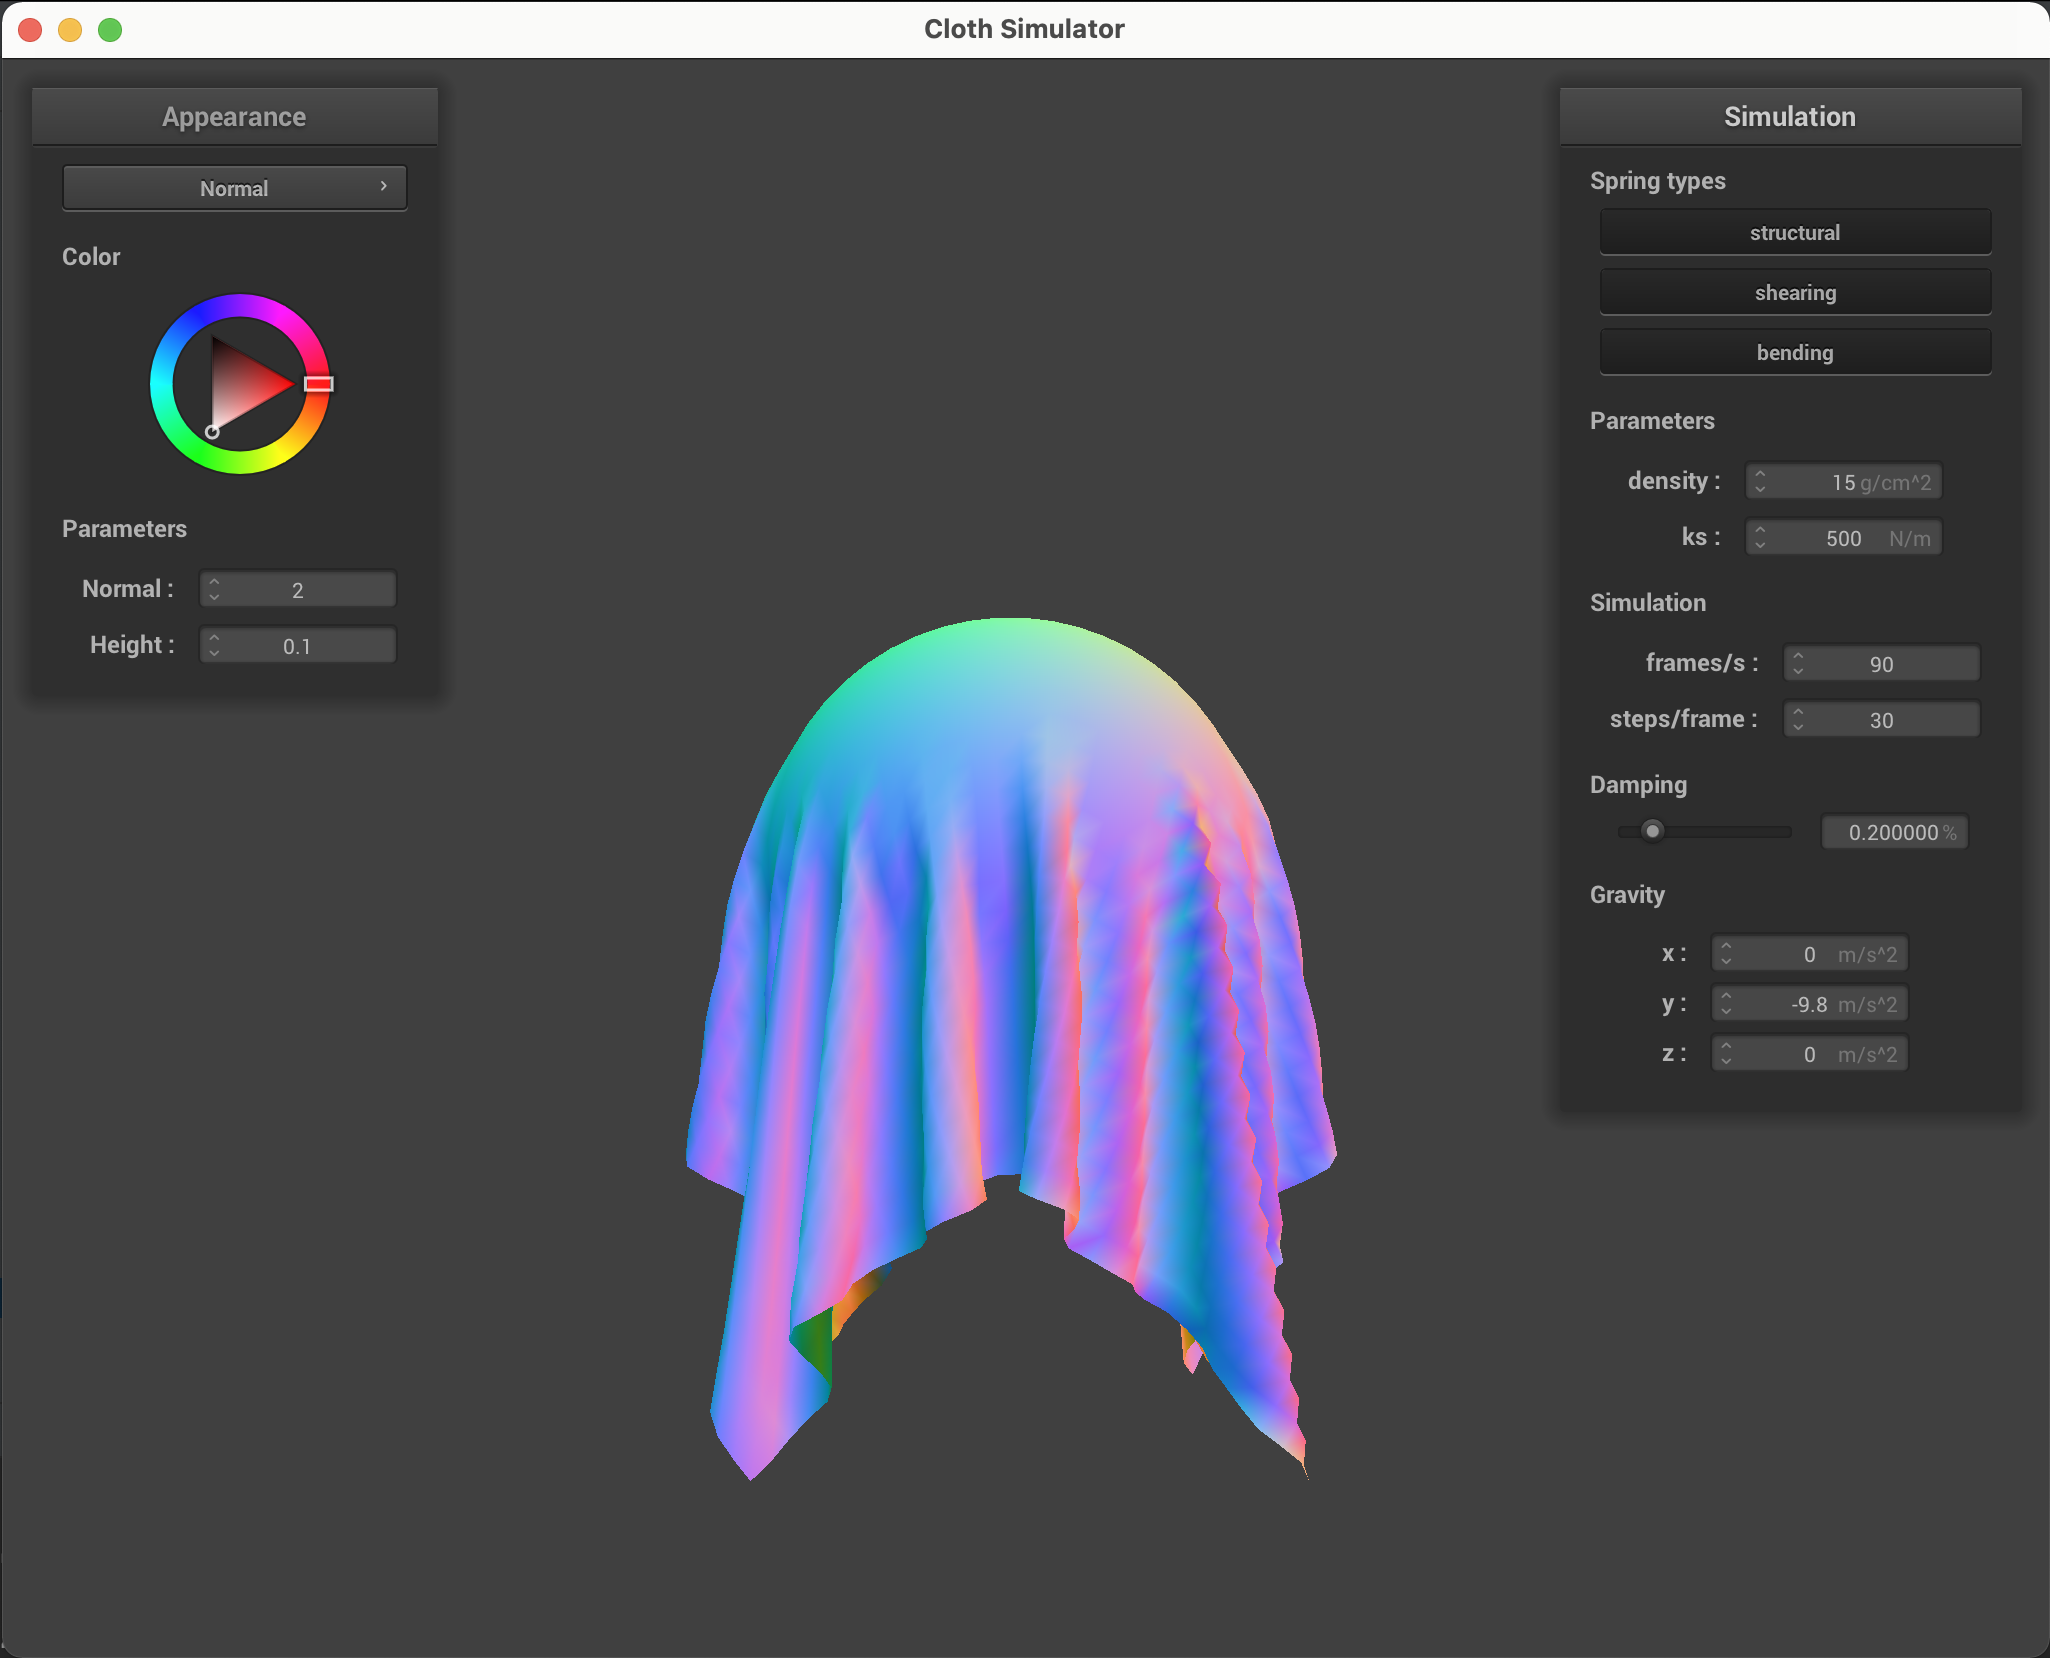 Cloth Simulator
Appearance
Normal
Color
Parameters
Normal : 2
Height : 0.1
Simulation
Spring types
structural
shearing
bending
Parameters
density : 15 g/cm^2
ks : 500 N/m
Simulation
frames/s : 90
steps/frame : 30
Damping
0.200000 %
Gravity
x : 0 m/s^2
y : -9.8 m/s^2
z : 0 m/s^2